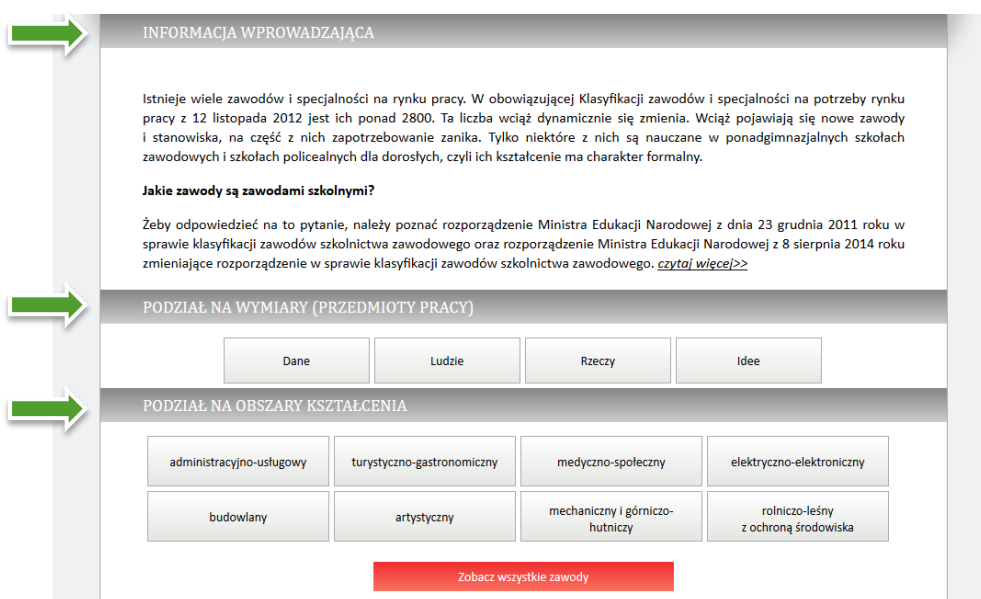 INFORMACJA WPROWADZAJĄCA
Istnieje wiele zawodów i specjalności na rynku pracy. W obowiązującej Klasyfikacji zawodów i specjalności na potrzeby rynku
pracy z 12 listopada 2012 jest ich ponad 2800. Ta liczba wciąż dynamicznie się zmienia. Wciąż pojawiają się nowe zawody
i stanowiska, na część z nich zapotrzebowanie zanika. Tylko niektóre z nich są nauczane w ponadgimnazjalnych szkołach
zawodowych i szkołach policealnych dla dorosłych, czyli ich kształcenie ma charakter formalny.
Jakie zawody są zawodami szkolnymi?
Żeby odpowiedzieć na to pytanie, należy poznać rozporządzenie Ministra Edukacji Narodowej z dnia 23 grudnia 2011 roku w
sprawie klasyfikacji zawodów szkolnictwa zawodowego oraz rozporządzenie Ministra Edukacji Narodowej z 8 sierpnia 2014 roku
zmieniające rozporządzenie w sprawie klasyfikacji zawodów szkolnictwa zawodowego. czytaj więcej>>
PODZIAŁ NA WYMIARY (PRZEDMIOTY PRACY)
Dane Ludzie Rzeczy Idee
PODZIAŁ NA OBSZARY KSZTAŁCENIA
administracyjno-usługowy turystyczno-gastronomiczny medyczno-społeczny elektryczno-elektroniczny
budowlany artystyczny mechaniczny i górniczo-
hutniczy
rolniczo-leśny
z ochroną środowiska
Zobacz wszystkie zawody